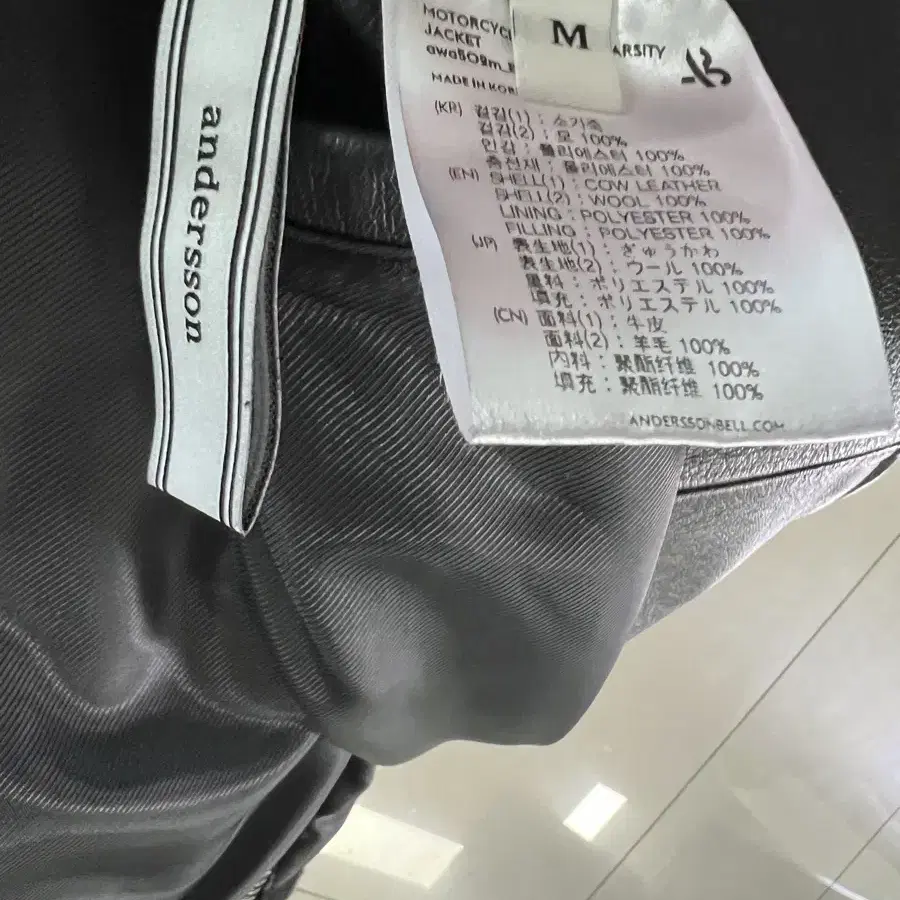 andersson
M
MOTORCYC ARSITY
JACKET
awa509m_
MADE IN KOR
(KR) 겉감(1) : 소가죽
겉감(2) : 모 100%
안감 : 폴리에스터 100%
충전재 : 폴리에스터 100%
(EN) SHELL(1) : COW LEATHER
SHELL(2) : WOOL 100%
LINING : POLYESTER 100%
FILLING : POLYESTER 100%
(JP) 表生地(1) : ぎゅうかわ
表生地(2) : ウール 100%
裏料 : ポリエステル 100%
填充 : ポリエステル 100%
(CN) 面料(1) : 牛皮
面料(2) : 羊毛 100%
内料 : 聚酯纤维 100%
填充 : 聚酯纤维 100%
ANDERSSONBELL.COM